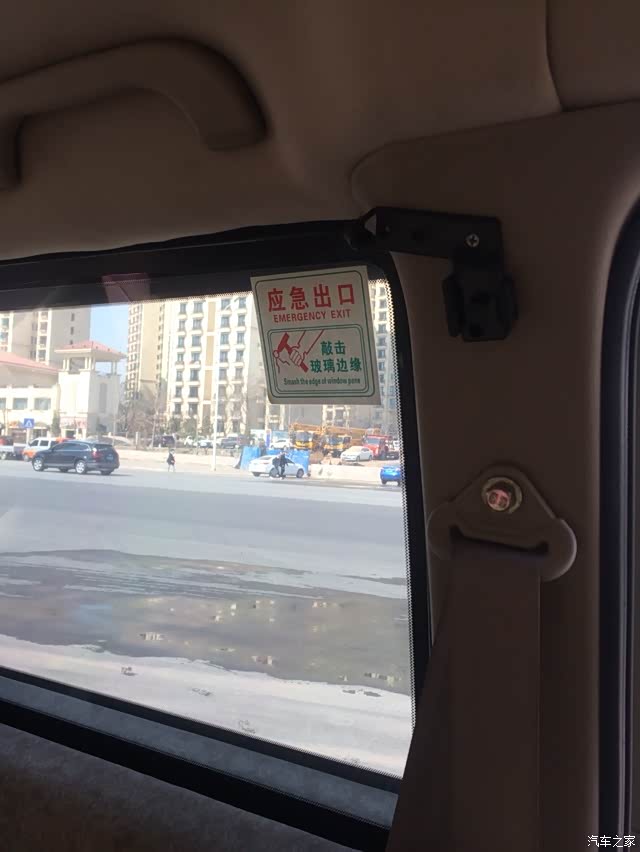 应急出口
EMERGENCY EXIT
敲击
玻璃边缘
Smash the edge of window pane
汽车之家